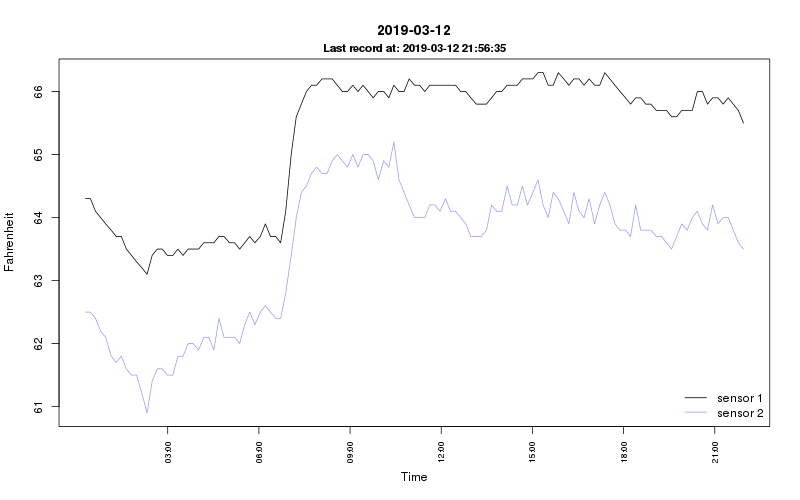 2019-03-12
Last record at: 2019-03-12 21:56:35
Fahrenheit
66
65
64
63
62
61
sensor 1
sensor 2
03:00 06:00 09:00 12:00 15:00 18:00 21:00
Time